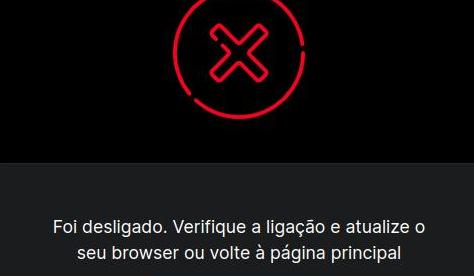 Foi desligado. Verifique a ligação e atualize o
seu browser ou volte à página principal